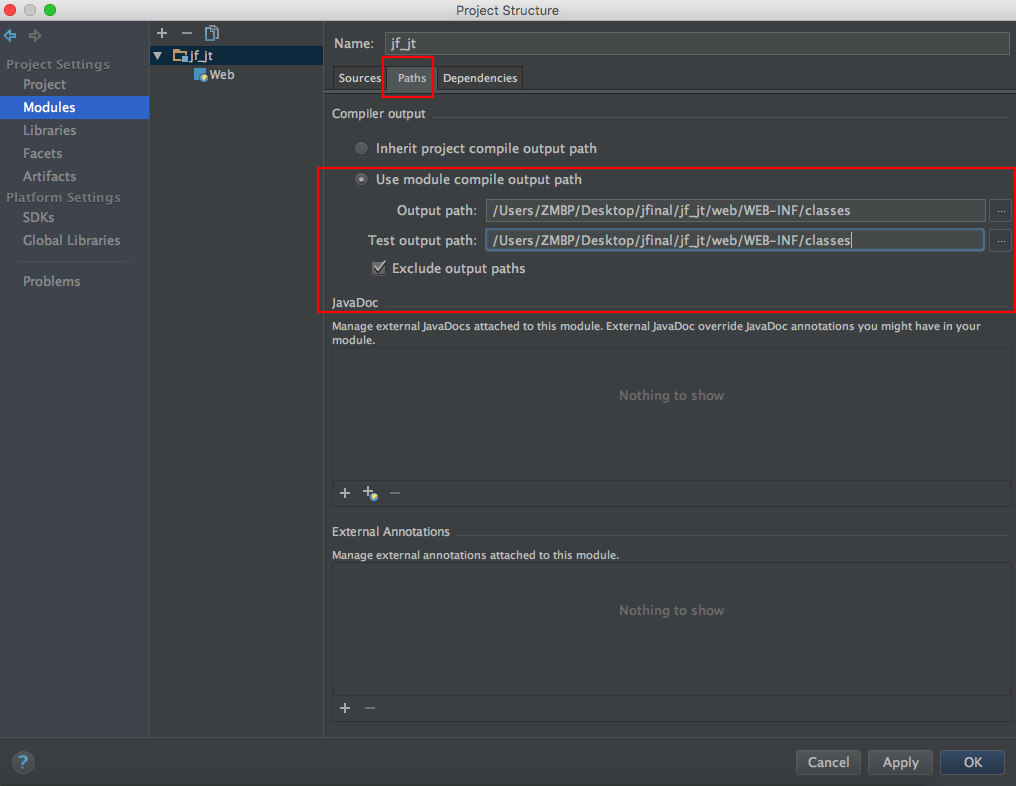 Project Structure
Project Settings
Project
Modules
Libraries
Facets
Artifacts
Platform Settings
SDKs
Global Libraries
Problems
jf_jt
Web
Name: jf_jt
Sources Paths Dependencies
Compiler output
Inherit project compile output path
Use module compile output path
Output path: /Users/ZMBP/Desktop/jfinal/jf_jt/web/WEB-INF/classes ...
Test output path: /Users/ZMBP/Desktop/jfinal/jf_jt/web/WEB-INF/classes ...
Exclude output paths
JavaDoc
Manage external JavaDocs attached to this module. External JavaDoc override JavaDoc annotations you might have in your
module.
Nothing to show
External Annotations
Manage external annotations attached to this module.
Nothing to show
? Cancel Apply OK